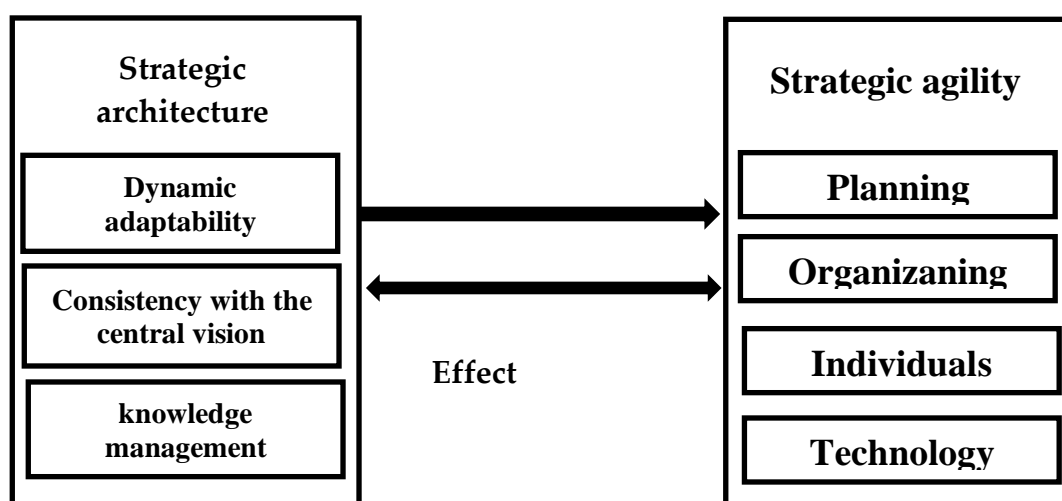 Strategic
architecture
Dynamic
adaptability
Consistency with the
central vision
knowledge
management
Effect
Strategic agility
Planning
Organizaning
Individuals
Technology